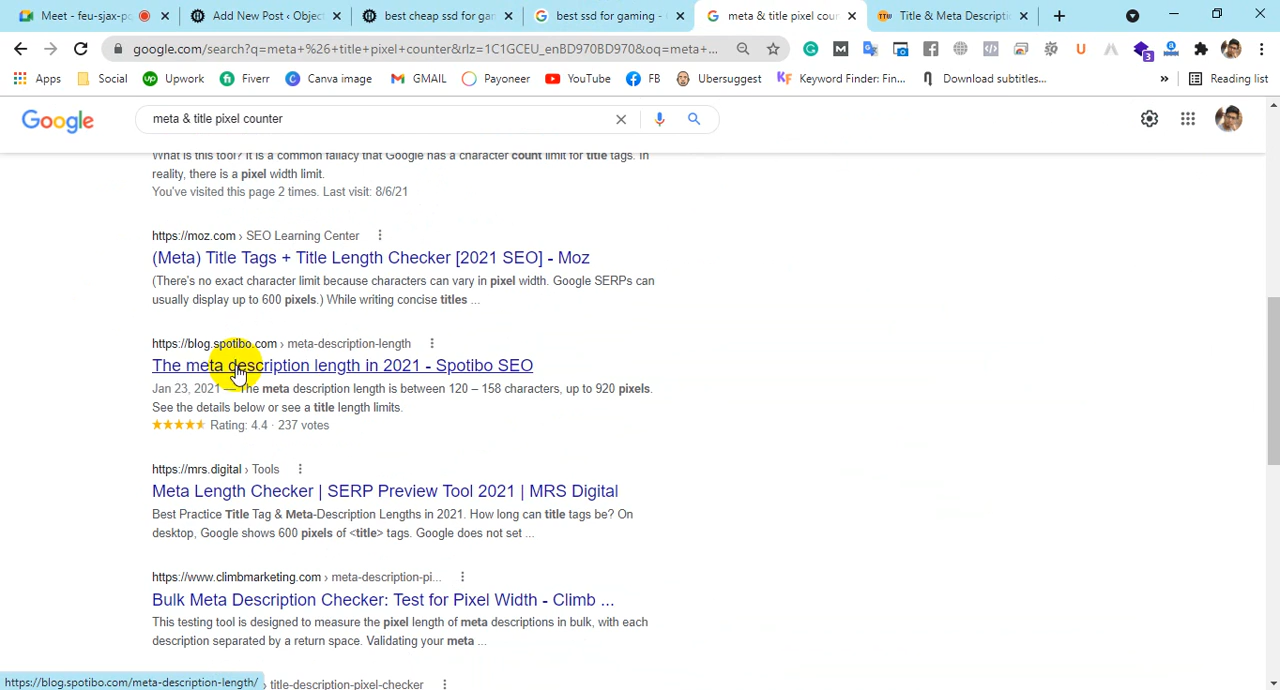 Meet - feu-sjax-po
Add New Post ‹ Object
best cheap ssd for gam
best ssd for gaming -
meta & title pixel coun
Title & Meta Descripti
google.com/search?q=meta+%26+title+pixel+counter&rlz=1C1GCEU_enBD970BD970&oq=meta+...
Apps
Social
Upwork
Fiverr
Canva image
GMAIL
Payoneer
YouTube
FB
Ubersuggest
Keyword Finder: Fin...
Download subtitles...
»
Reading list
Google
meta & title pixel counter
What is this tool? It is a common fallacy that Google has a character count limit for title tags. In
reality, there is a pixel width limit.
You've visited this page 2 times. Last visit: 8/6/21
https://moz.com › SEO Learning Center
(Meta) Title Tags + Title Length Checker [2021 SEO] - Moz
(There's no exact character limit because characters can vary in pixel width. Google SERPs can
usually display up to 600 pixels.) While writing concise titles ...
https://blog.spotibo.com › meta-description-length
The meta description length in 2021 - Spotibo SEO
Jan 23, 2021 — The meta description length is between 120 – 158 characters, up to 920 pixels.
See the details below or see a title length limits.
Rating: 4.4 · 237 votes
https://mrs.digital › Tools
Meta Length Checker | SERP Preview Tool 2021 | MRS Digital
Best Practice Title Tag & Meta-Description Lengths in 2021. How long can title tags be? On
desktop, Google shows 600 pixels of <title> tags. Google does not set ...
https://www.climbmarketing.com › meta-description-pi...
Bulk Meta Description Checker: Test for Pixel Width - Climb ...
This testing tool is designed to measure the pixel length of meta descriptions in bulk, with each
description separated by a return space. Validating your meta ...
https://blog.spotibo.com/meta-description-length/
› title-description-pixel-checker